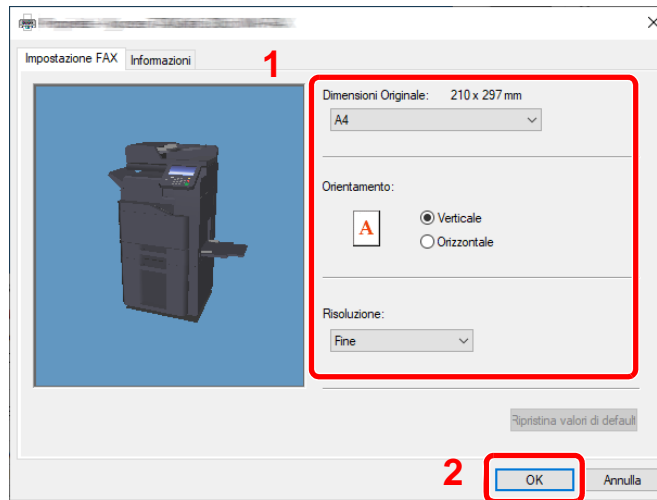 Impostazione FAX Informazioni
1
Dimensioni Originale: 210 x 297 mm
A4
Orientamento:
A
Verticale
Orizzontale
Risoluzione:
Fine
Ripristina valori di default
2
OK Annulla